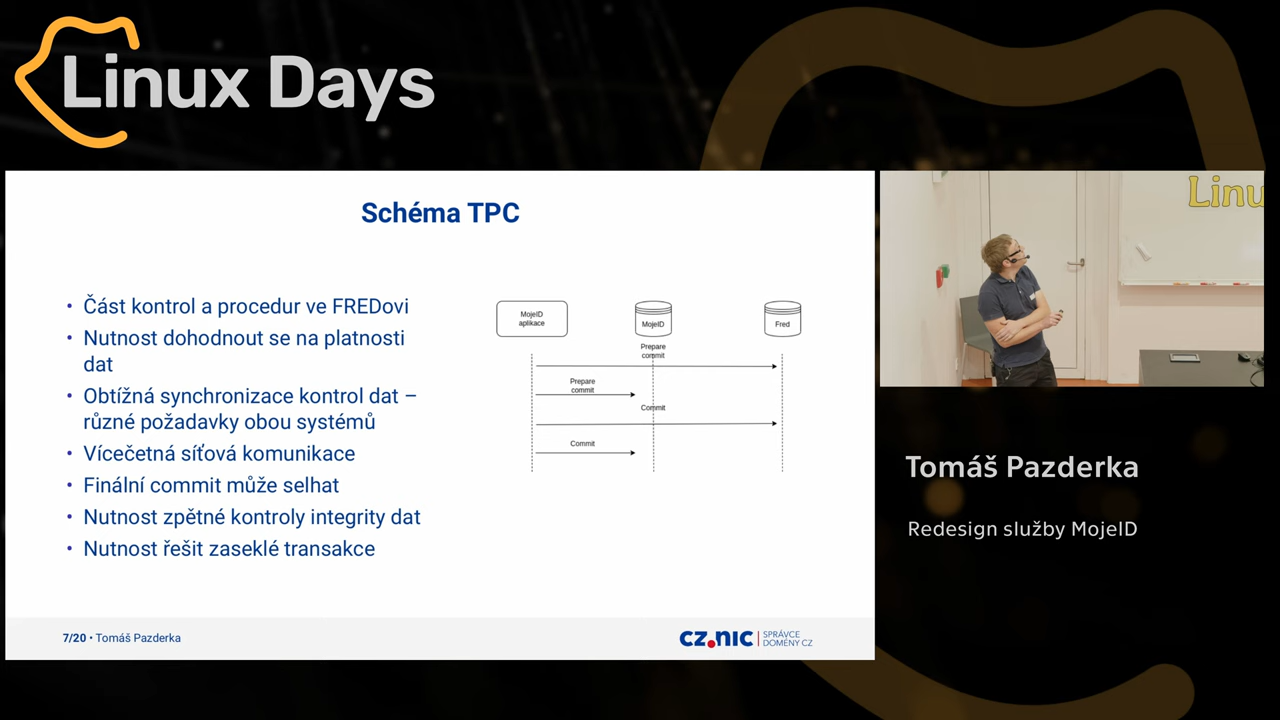 Linux Days
Schéma TPC
• Část kontrol a procedur ve FREDovi
• Nutnost dohodnout se na platnosti
dat
• Obtížná synchronizace kontrol dat –
různé požadavky obou systémů
• Vícečetná síťová komunikace
• Finální commit může selhat
• Nutnost zpětné kontroly integrity dat
• Nutnost řešit zaseklé transakce
MojeID
aplikace
MojeID
Fred
Prepare
commit
Prepare
commit
Commit
Commit
7/20 • Tomáš Pazderka
CZ.NIC | SPRÁVCE
DOMÉNY CZ
Linu
Tomáš Pazderka
Redesign služby MojeID